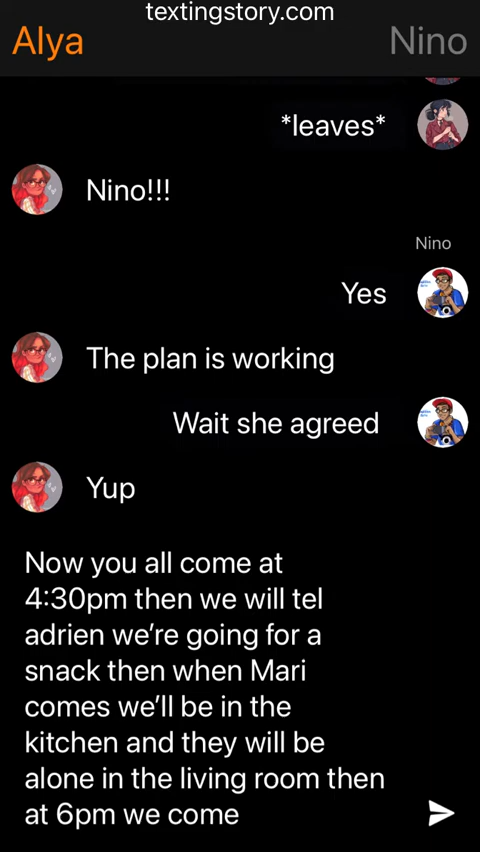 textingstory.com
Alya
Nino
*leaves*
Nino!!!
Nino
Yes
The plan is working
Wait she agreed
Yup
Now you all come at
4:30pm then we will tel
adrien we’re going for a
snack then when Mari
comes we’ll be in the
kitchen and they will be
alone in the living room then
at 6pm we come